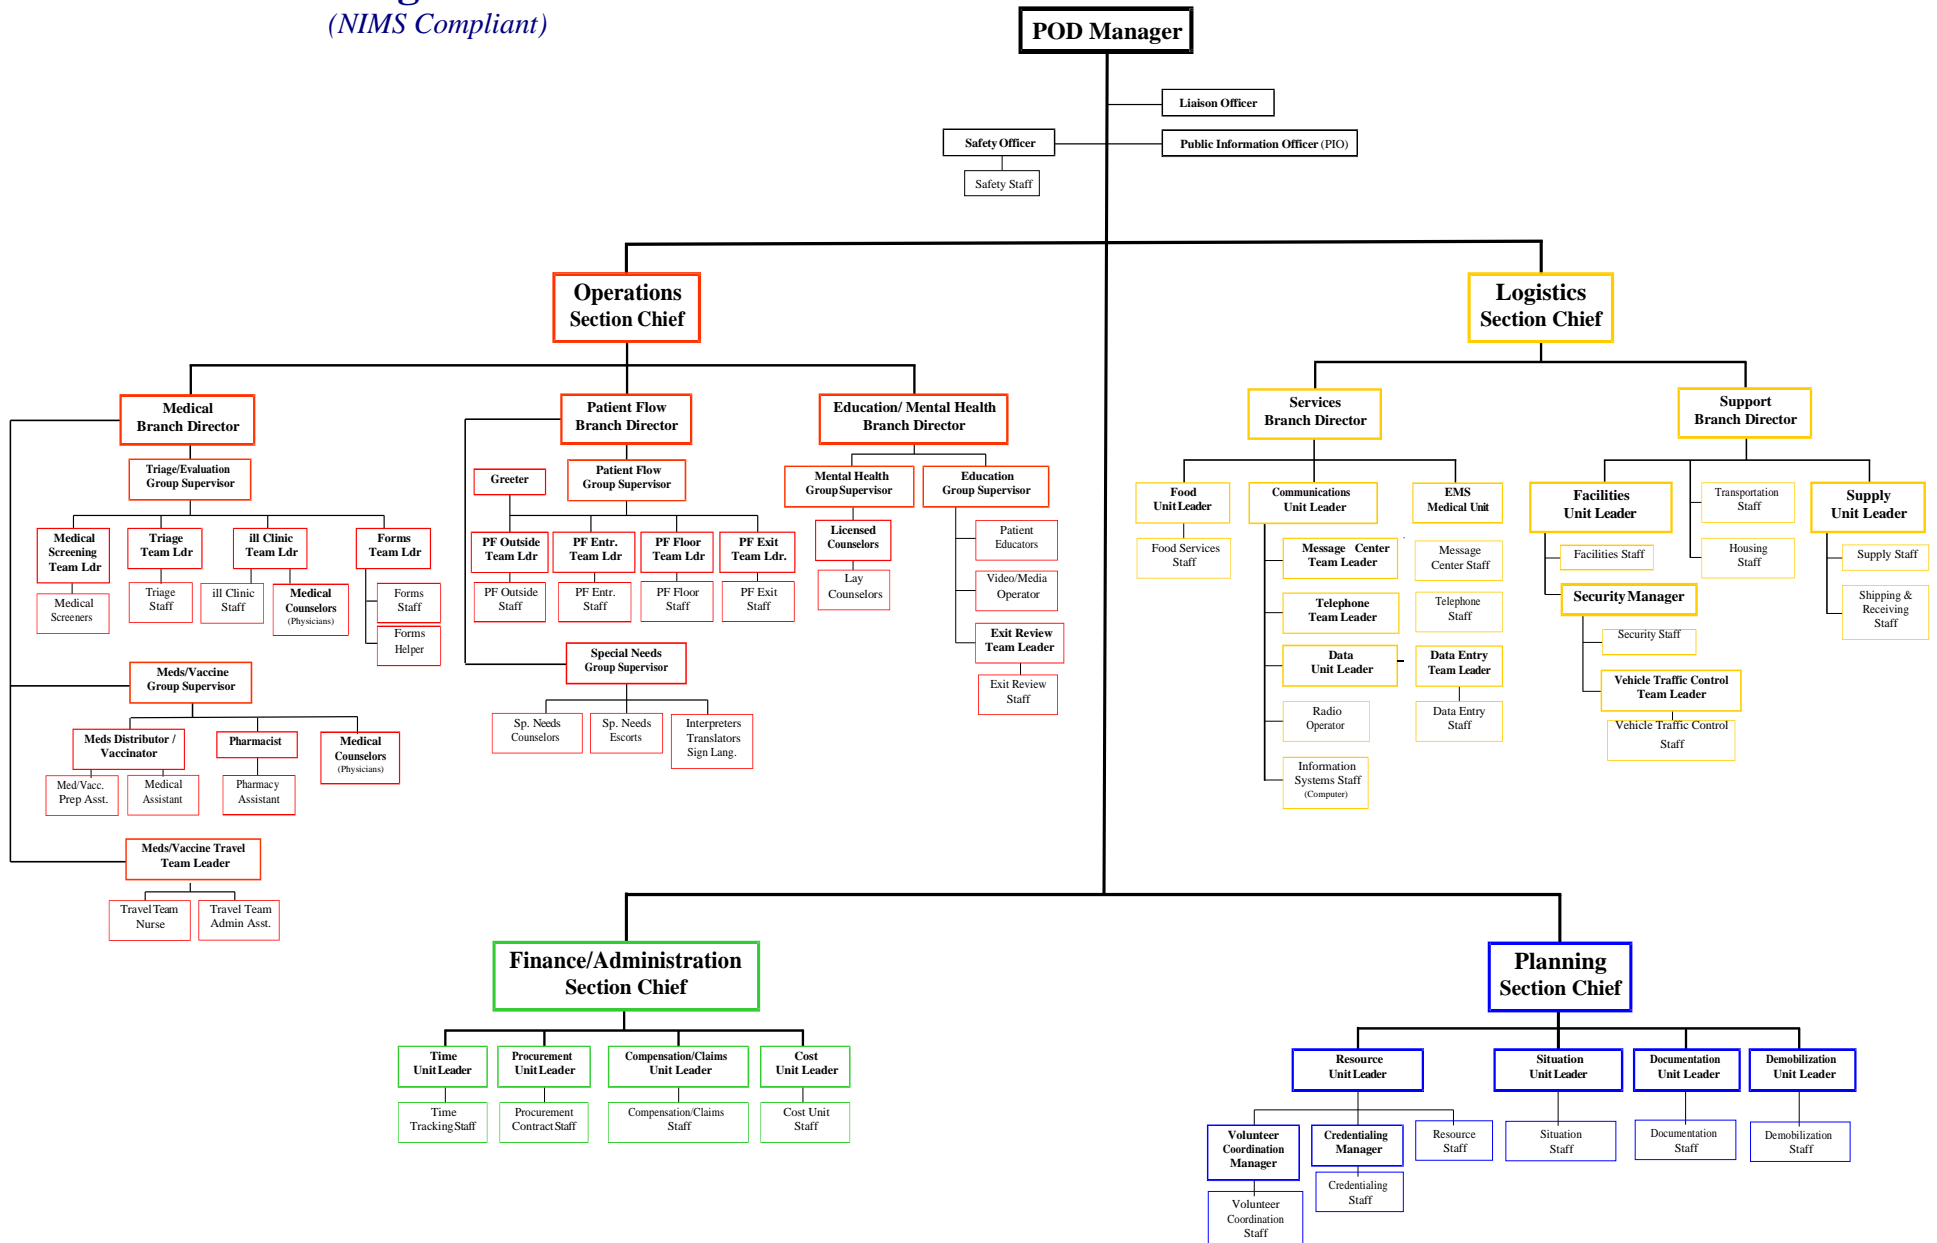 (NIMS Compliant)
POD Manager
Liaison Officer
Safety Officer
Public Information Officer (PIO)
Safety Staff
Operations
Section Chief
Logistics
Section Chief
Medical
Branch Director
Patient Flow
Branch Director
Education/ Mental Health
Branch Director
Services
Branch Director
Support
Branch Director
Triage/Evaluation
Group Supervisor
Greeter
Patient Flow
Group Supervisor
Mental Health
Group Supervisor
Education
Group Supervisor
Food
Unit Leader
Communications
Unit Leader
EMS
Medical Unit
Facilities
Unit Leader
Transportation
Staff
Supply
Unit Leader
Medical
Screening
Team Ldr
Triage
Team Ldr
ill Clinic
Team Ldr
Forms
Team Ldr
PF Outside
Team Ldr
PF Entr.
Team Ldr
PF Floor
Team Ldr
PF Exit
Team Ldr.
Licensed
Counselors
Patient
Educators
Food Services
Staff
Message Center
Team Leader
Message
Center Staff
Facilities Staff
Housing
Staff
Supply Staff
Medical
Screeners
Triage
Staff
ill Clinic
Staff
Medical
Counselors
(Physicians)
Forms
Staff
Forms
Helper
PF Outside
Staff
PF Entr.
Staff
PF Floor
Staff
PF Exit
Staff
Lay
Counselors
Video/Media
Operator
Telephone
Team Leader
Telephone
Staff
Security Manager
Shipping &
Receiving
Staff
Security Staff
Exit Review
Team Leader
Special Needs
Group Supervisor
Data
Unit Leader
Data Entry
Team Leader
Meds/Vaccine
Group Supervisor
Exit Review
Staff
Vehicle Traffic Control
Team Leader
Sp. Needs
Counselors
Sp. Needs
Escorts
Interpreters
Translators
Sign Lang.
Radio
Operator
Data Entry
Staff
Vehicle Traffic Control
Staff
Meds Distributor /
Vaccinator
Pharmacist
Medical
Counselors
(Physicians)
Information
Systems Staff
(Computer)
Med/Vacc.
Prep Asst.
Medical
Assistant
Pharmacy
Assistant
Meds/Vaccine Travel
Team Leader
Travel Team
Nurse
Travel Team
Admin Asst.
Finance/Administration
Section Chief
Planning
Section Chief
Time
Unit Leader
Procurement
Unit Leader
Compensation/Claims
Unit Leader
Cost
Unit Leader
Resource
Unit Leader
Situation
Unit Leader
Documentation
Unit Leader
Demobilization
Unit Leader
Time
Tracking Staff
Procurement
Contract Staff
Compensation/Claims
Staff
Cost Unit
Staff
Volunteer
Coordination
Manager
Credentialing
Manager
Resource
Staff
Situation
Staff
Documentation
Staff
Demobilization
Staff
Credentialing
Staff
Volunteer
Coordination
Staff